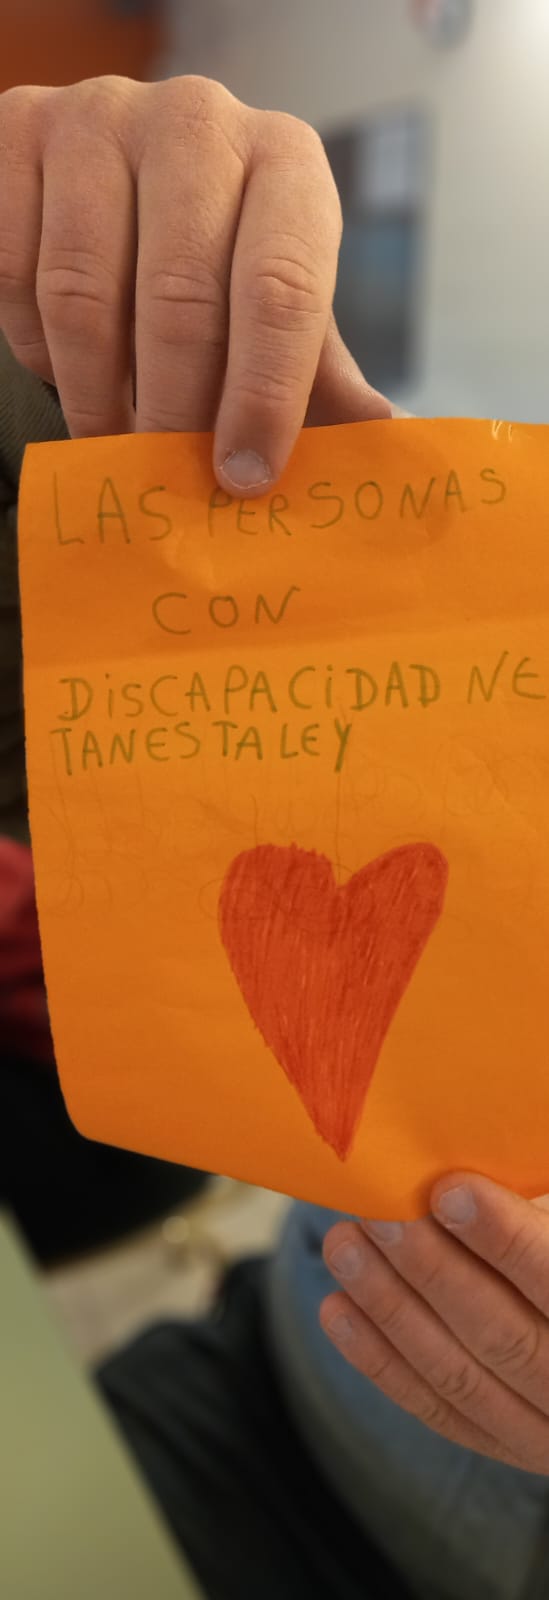 LAS PERSONAS
CON
DiSCAPACiDAD NE
TANESTALEY